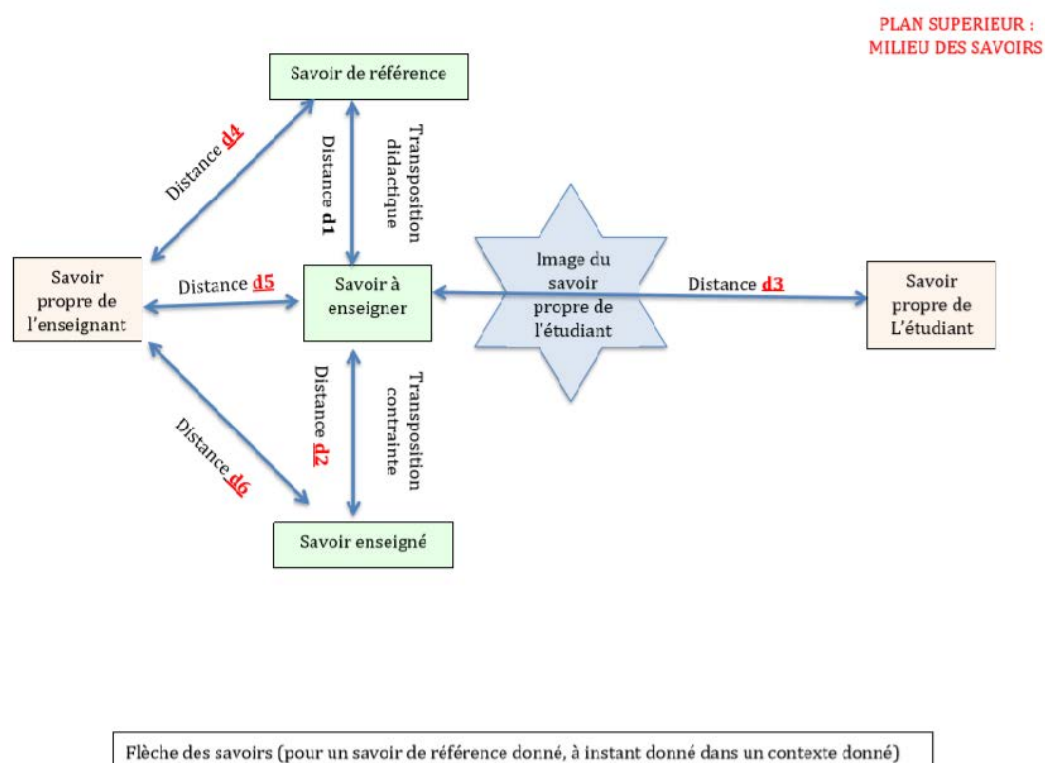 PLAN SUPERIEUR :
MILIEU DES SAVOIRS
Savoir de référence
Distance d4
Distance d1
Transposition
didactique
Savoir
propre de
l'enseignant
Distance d5
Savoir à
enseigner
Image du
savoir
propre de
l'étudiant
Distance d3
Savoir
propre de
L'étudiant
Distance d6
Distance d2
Transposition
contrainte
Savoir enseigné
Flèche des savoirs (pour un savoir de référence donné, à instant donné dans un contexte donné)